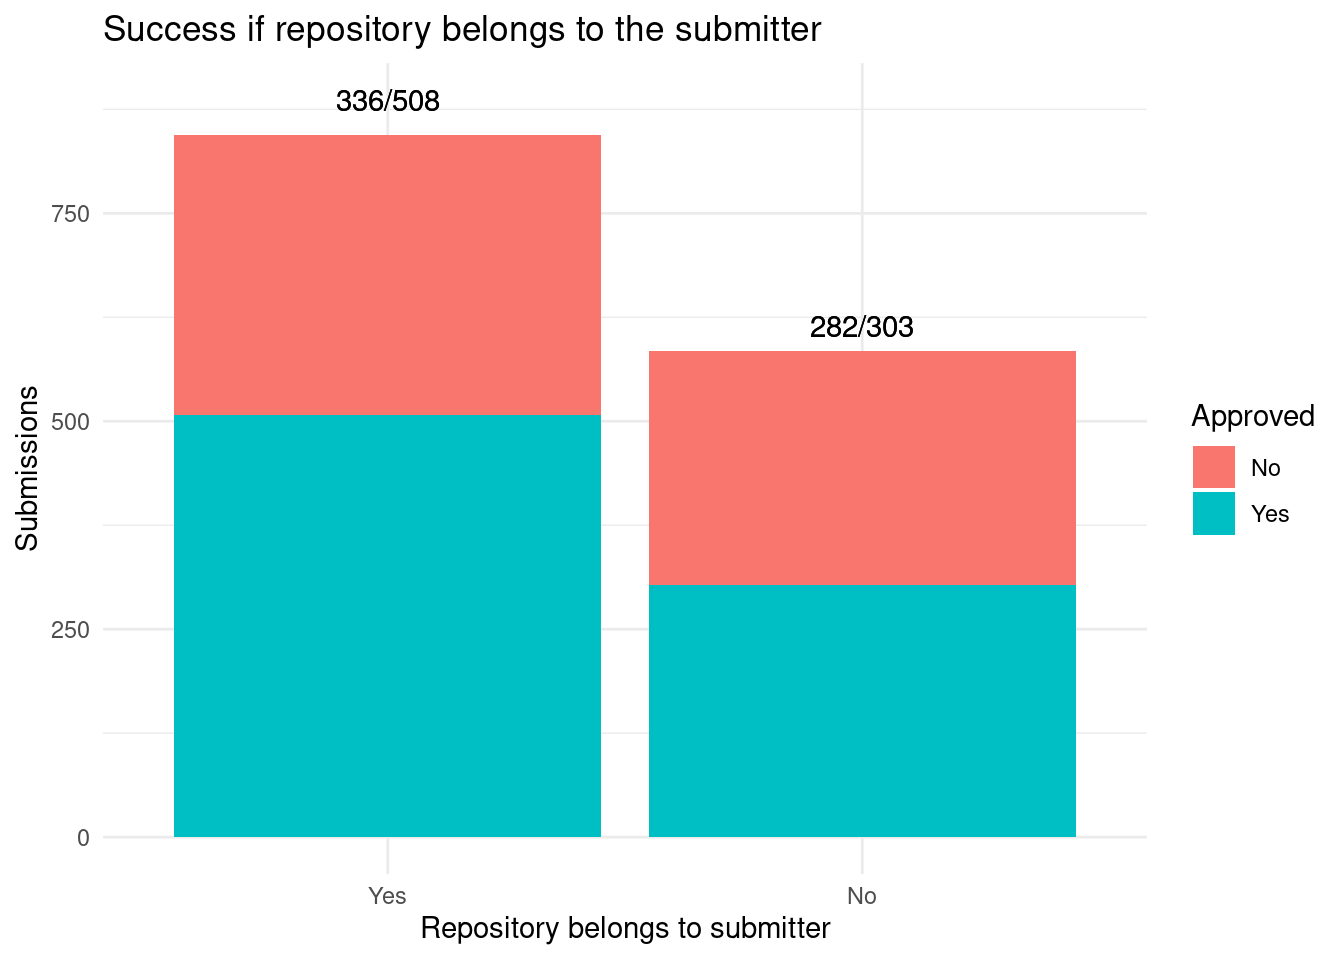 Success if repository belongs to the submitter
336/508
282/303
750
500
250
0
Submissions
Yes
No
Repository belongs to submitter
Approved
No
Yes